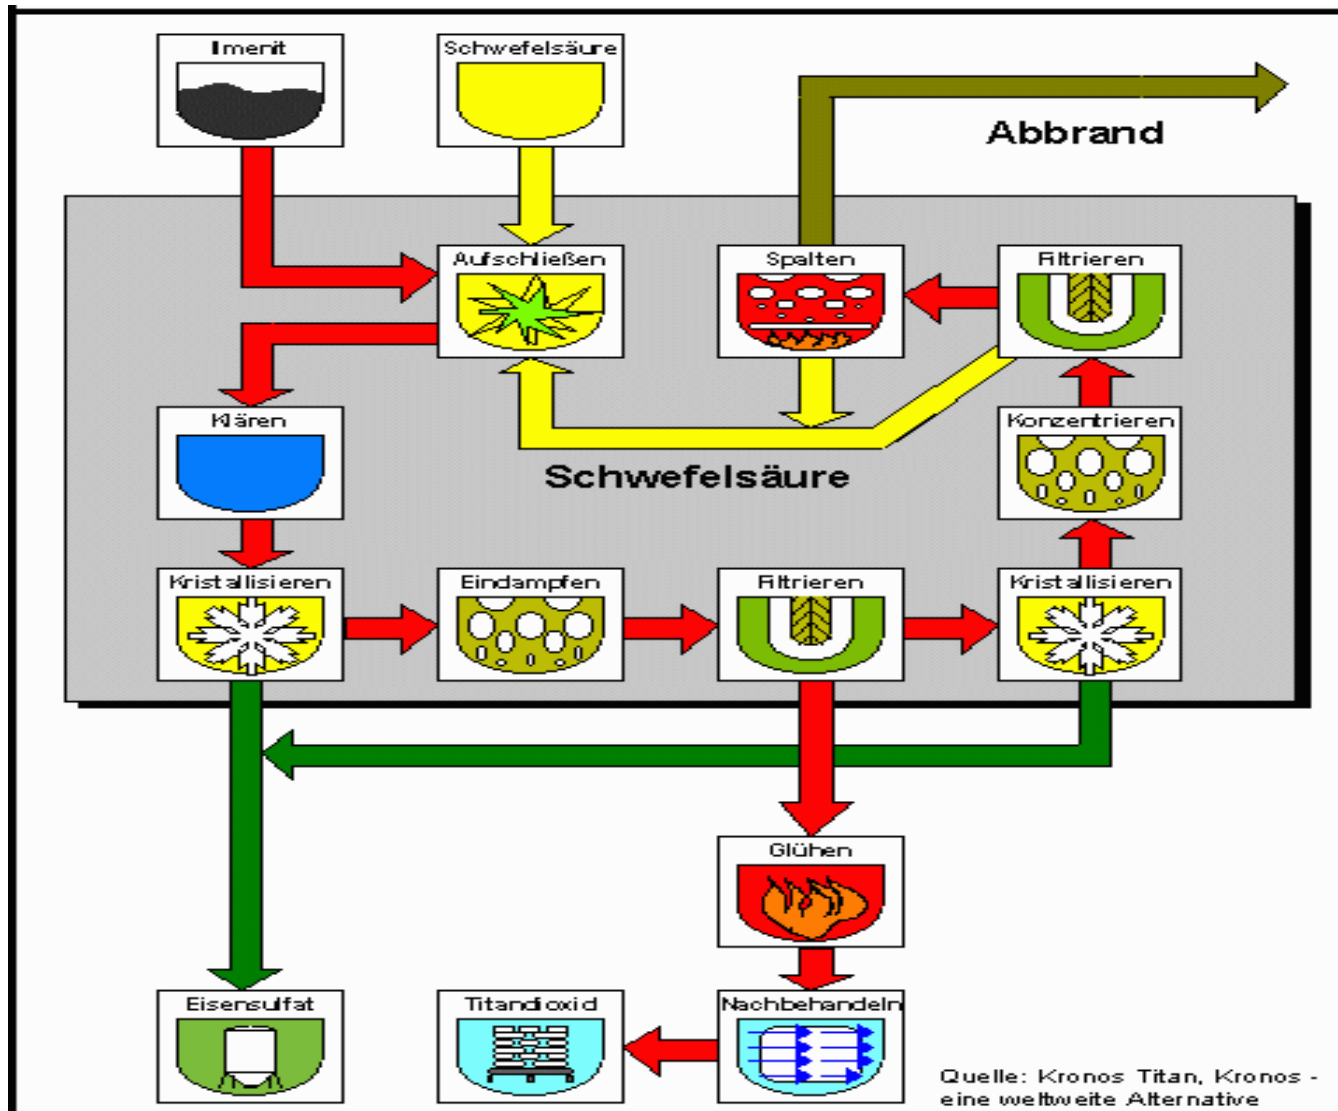 Ilmenit
Schwefelsäure
Abbrand
Aufschließen
Spalten
Filtrieren
Klären
Konzentrieren
Schwefelsäure
Kristallisieren
Eindampfen
Filtrieren
Kristallisieren
Glühen
Eisensulfat
Titandioxid
Nachbehandeln
Quelle: Kronos Titan, Kronos -
eine weltweite Alternative